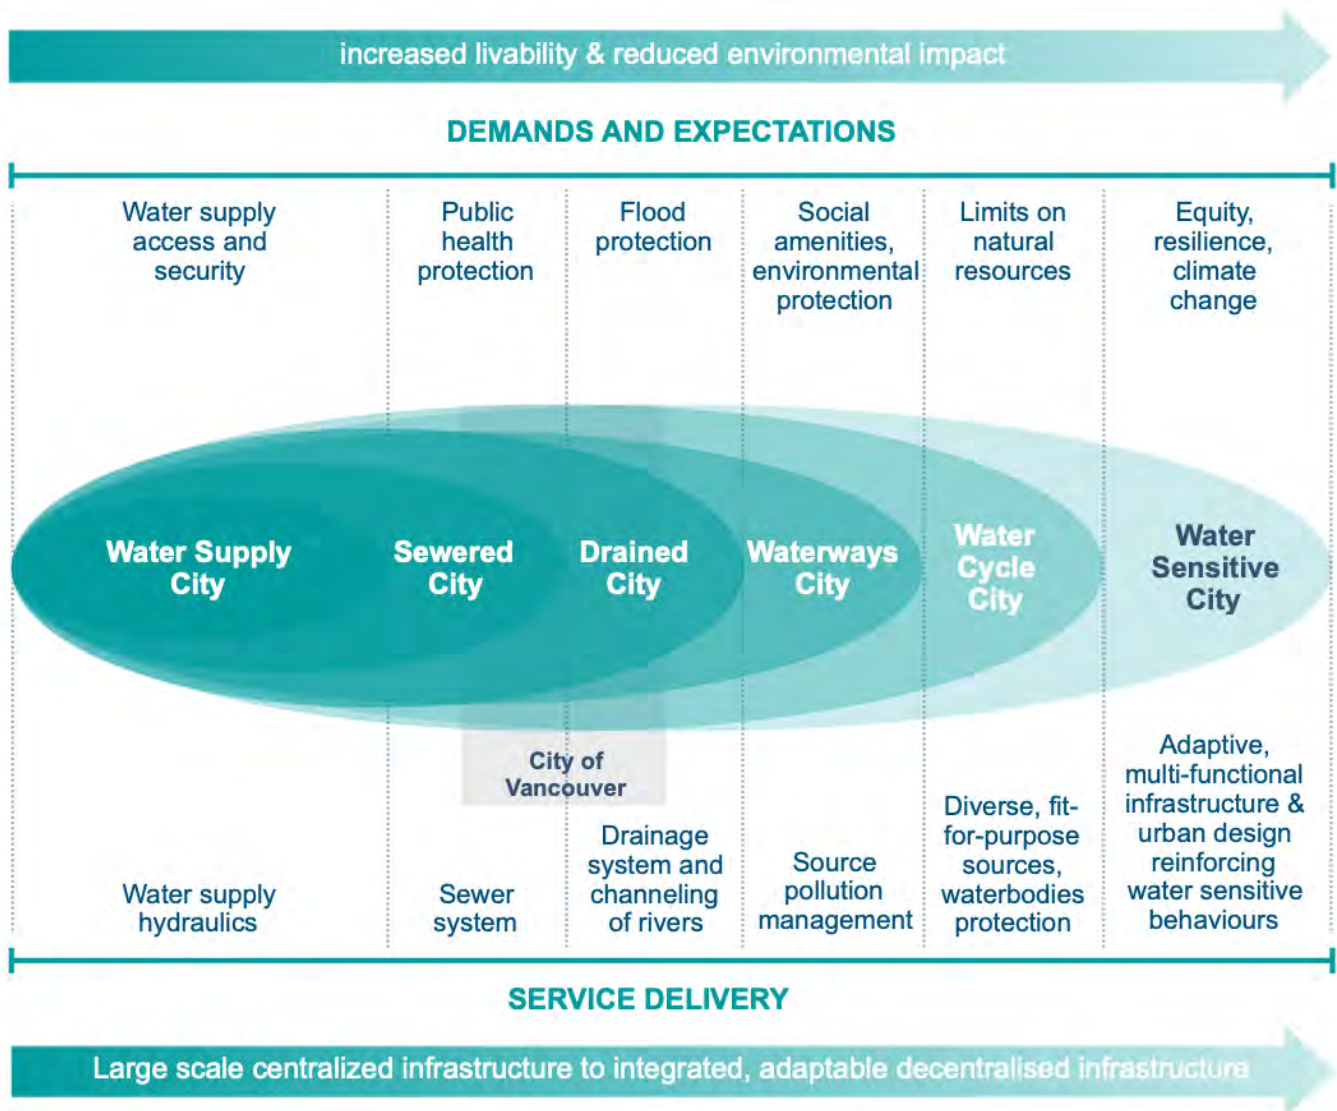 increased livability & reduced environmental impact
DEMANDS AND EXPECTATIONS
Water supply
access and
security
Public
health
protection
Flood
protection
Social
amenities,
environmental
protection
Limits on
natural
resources
Equity,
resilience,
climate
change
Water Supply
City
Sewered
City
Drained
City
Waterways
City
Water
Cycle
City
Water
Sensitive
City
City of
Vancouver
Water supply
hydraulics
Sewer
system
Drainage
system and
channeling
of rivers
Source
pollution
management
Diverse, fit-
for-purpose
sources,
waterbodies
protection
Adaptive,
multi-functional
infrastructure &
urban design
reinforcing
water sensitive
behaviours
SERVICE DELIVERY
Large scale centralized infrastructure to integrated, adaptable decentralised infrastructure